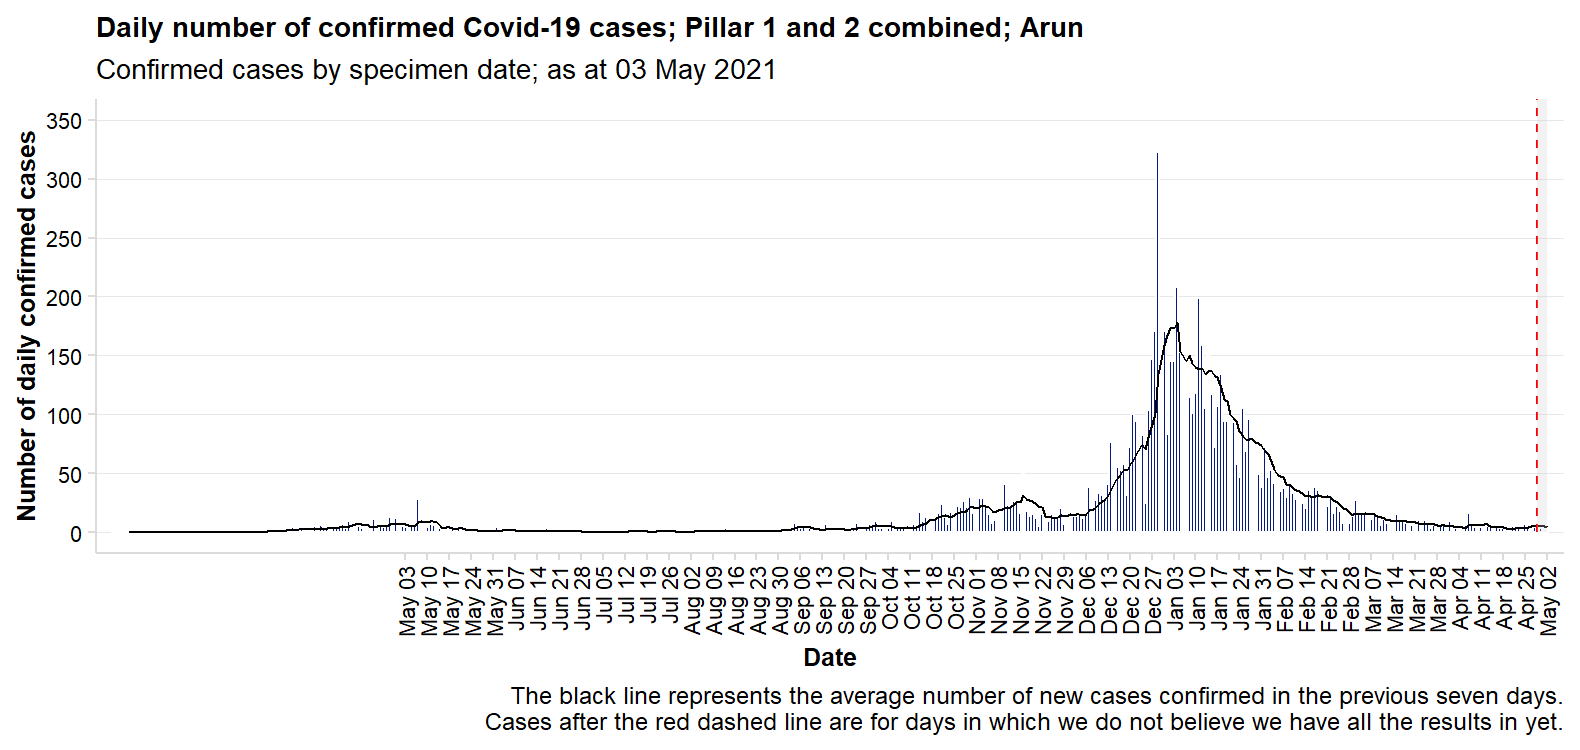 Daily number of confirmed Covid-19 cases; Pillar 1 and 2 combined; Arun
Confirmed cases by specimen date; as at 03 May 2021
Number of daily confirmed cases
350
300
250
200
150
100
50
0
May 03
May 10
May 17
May 24
May 31
Jun 07
Jun 14
Jun 21
Jun 28
Jul 05
Jul 12
Jul 19
Jul 26
Aug 02
Aug 09
Aug 16
Aug 23
Aug 30
Sep 06
Sep 13
Sep 20
Sep 27
Oct 04
Oct 11
Oct 18
Oct 25
Nov 01
Nov 08
Nov 15
Nov 22
Nov 29
Dec 06
Dec 13
Dec 20
Dec 27
Jan 03
Jan 10
Jan 17
Jan 24
Jan 31
Feb 07
Feb 14
Feb 21
Feb 28
Mar 07
Mar 14
Mar 21
Mar 28
Apr 04
Apr 11
Apr 18
Apr 25
May 02
Date
The black line represents the average number of new cases confirmed in the previous seven days.
Cases after the red dashed line are for days in which we do not believe we have all the results in yet.